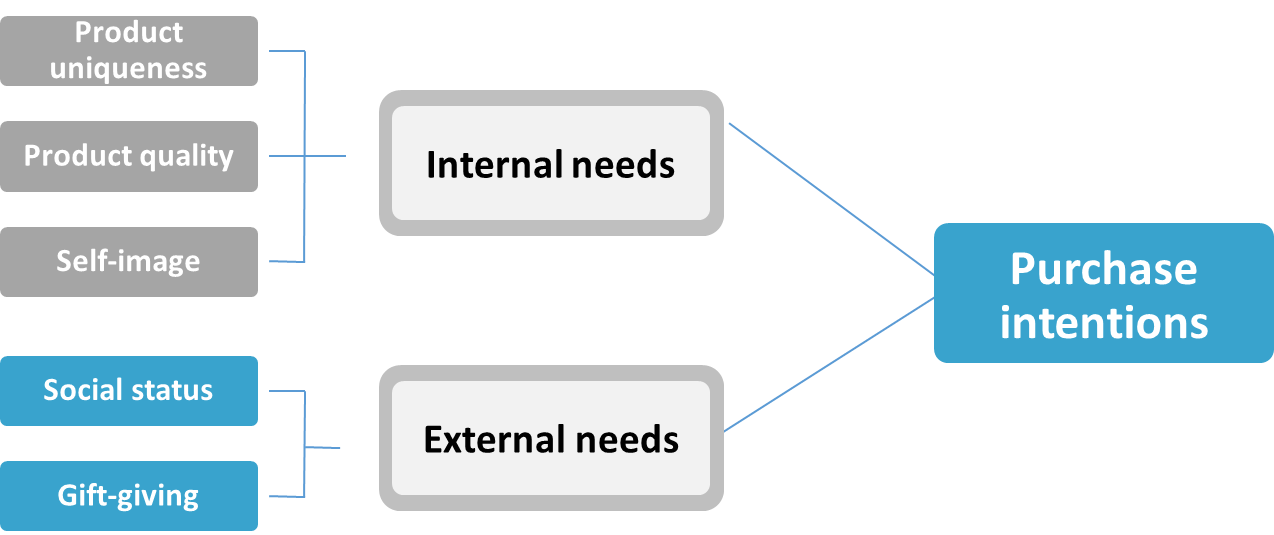 Product
uniqueness
Product quality
Self-image
Social status
Gift-giving
Internal needs
External needs
Purchase
intentions